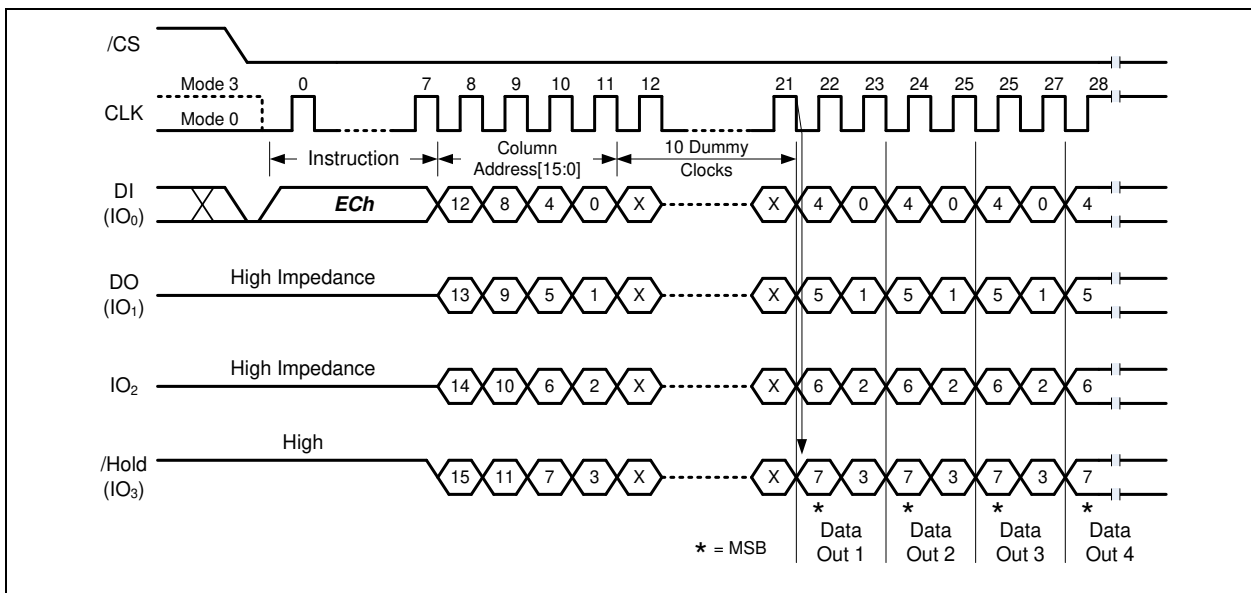 /CS
Mode 3 0 7 8 9 10 11 12 21 22 23 24 25 25 27 28
CLK
Mode 0
Instruction Column 10 Dummy
Address[15:0] Clocks
DI
(IO0)
ECh 12 8 4 0 X X 4 0 4 0 4 0 4
High Impedance
DO
(IO1)
13 9 5 1 X X 5 1 5 1 5 1 5
High Impedance
IO2
14 10 6 2 X X 6 2 6 2 6 2 6
High
/Hold
(IO3)
15 11 7 3 X X 7 3 7 3 7 3 7
* * * *
* = MSB
Data Data Data Data
Out 1 Out 2 Out 3 Out 4